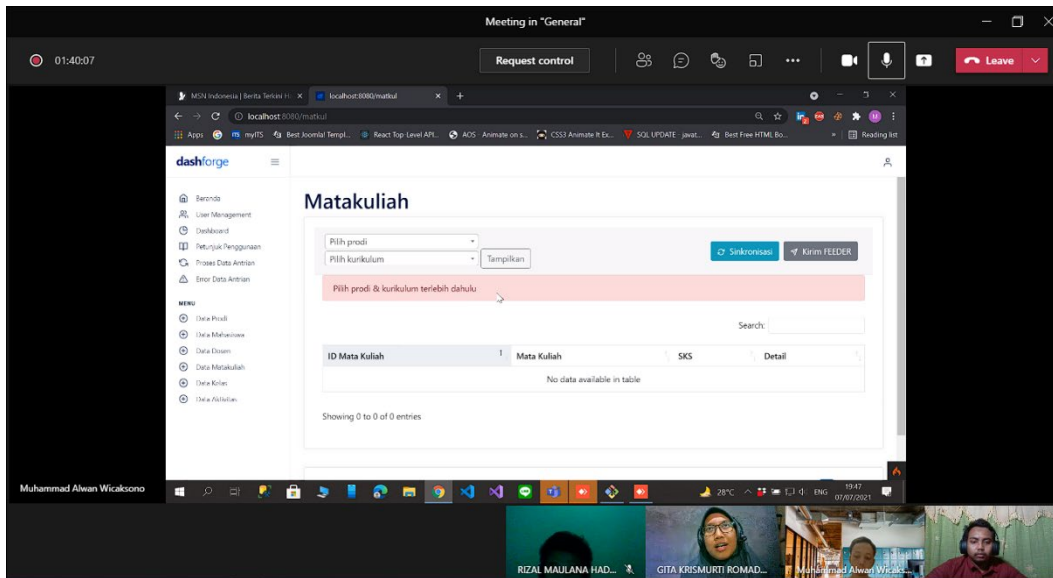 Meeting in "General"
01:40:07
Request control
Leave
MSN Indonesia | Berita Terkini H
localhost:8080/matkul
localhost:8080/matkul
Apps
myITS
Best Joomla! Templ...
React Top-Level API...
AOS - Animate on s...
CSS3 Animate It Ex...
SQL UPDATE javat...
Best Free HTML Bo...
Reading list
dashforge
Beranda
User Management
Dashboard
Petunjuk Penggunaan
Proses Data Antrian
Error Data Antrian
MENU
Data Prodi
Data Mahasiswa
Data Dosen
Data Matakuliah
Data Kelas
Data Aktivitas
Matakuliah
Pilih prodi
Pilih kurikulum
Tampilkan
Sinkronisasi
Kirim FEEDER
Pilih prodi & kurikulum terlebih dahulu
Search:
ID Mata Kuliah
Mata Kuliah
SKS
Detail
No data available in table
Showing 0 to 0 of 0 entries
Muhammad Alwan Wicaksono
28°C
ENG
19:47
07/07/2021
RIZAL MAULANA HAD...
GITA KRISMURTI ROMAD...
Muhammad Alwan Wicaks...